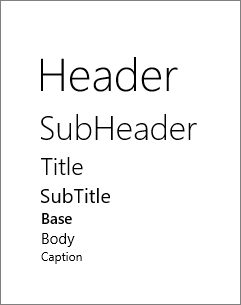 Header
SubHeader
Title
SubTitle
Base
Body
Caption